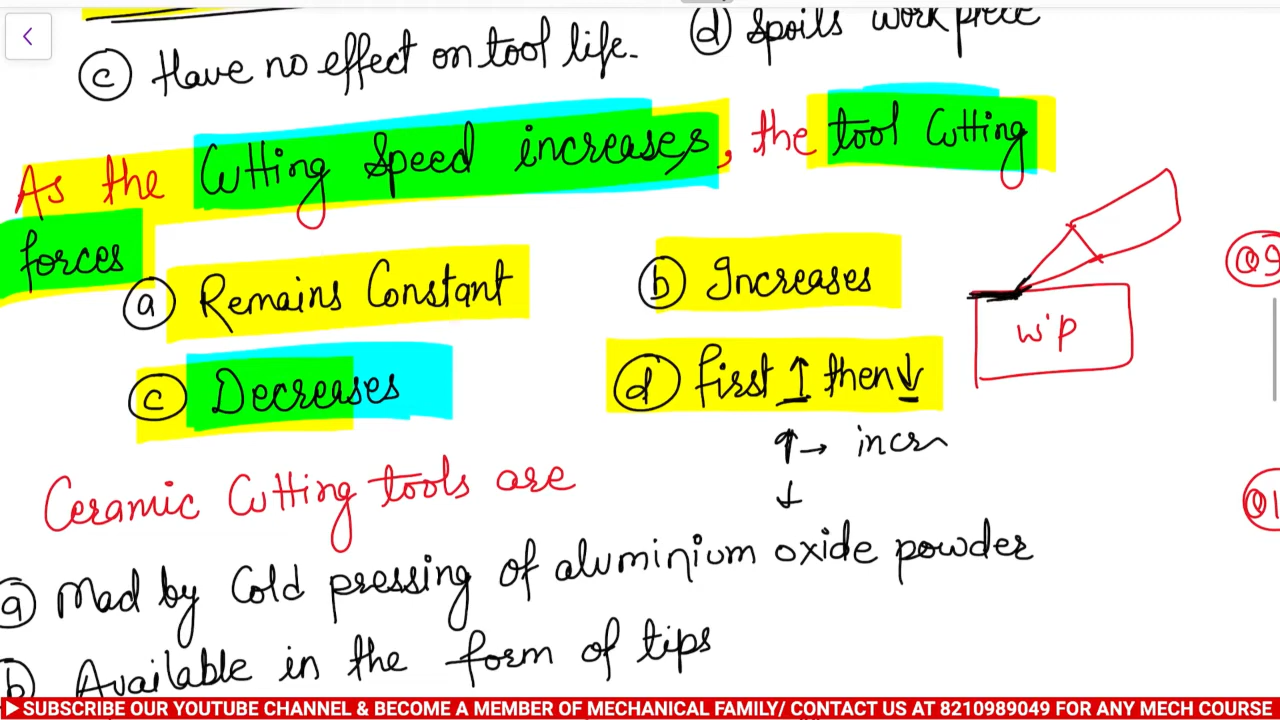 (c) Have no effect on tool life.   (d) Spoils workpiece
As the Cutting Speed increases, the tool Cutting
forces
(a) Remains Constant   (b) Increases
(c) Decreases   (d) First ↑ then ↓
w.p
↑→ incr
↓
Ceramic Cutting tools are
(a) Mad by Cold pressing of aluminium oxide powder
(b) Available in the form of tips
▶SUBSCRIBE OUR YOUTUBE CHANNEL & BECOME A MEMBER OF MECHANICAL FAMILY/ CONTACT US AT 8210989049 FOR ANY MECH COURSE